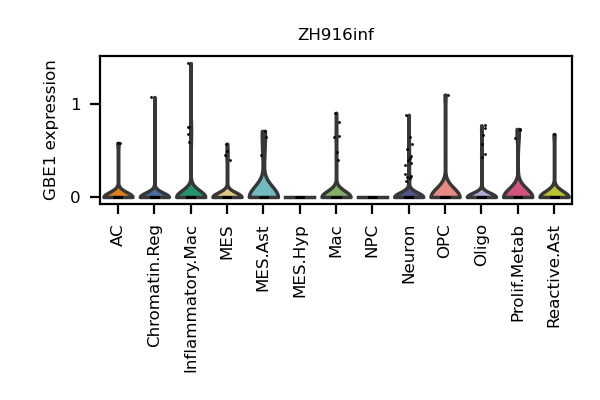 ZH916inf
GBE1 expression
1
0
AC
Chromatin.Reg
Inflammatory.Mac
MES
MES.Ast
MES.Hyp
Mac
NPC
Neuron
OPC
Oligo
Prolif.Metab
Reactive.Ast